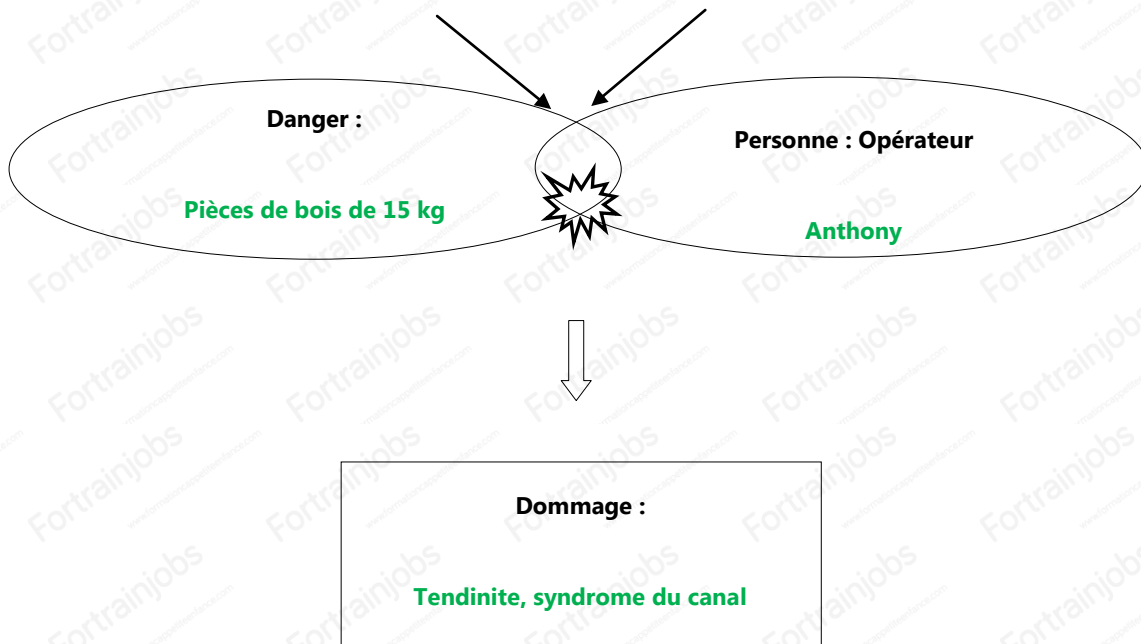 Danger :
Personne : Opérateur
Pièces de bois de 15 kg
Anthony
Dommage :
Tendinite, syndrome du canal